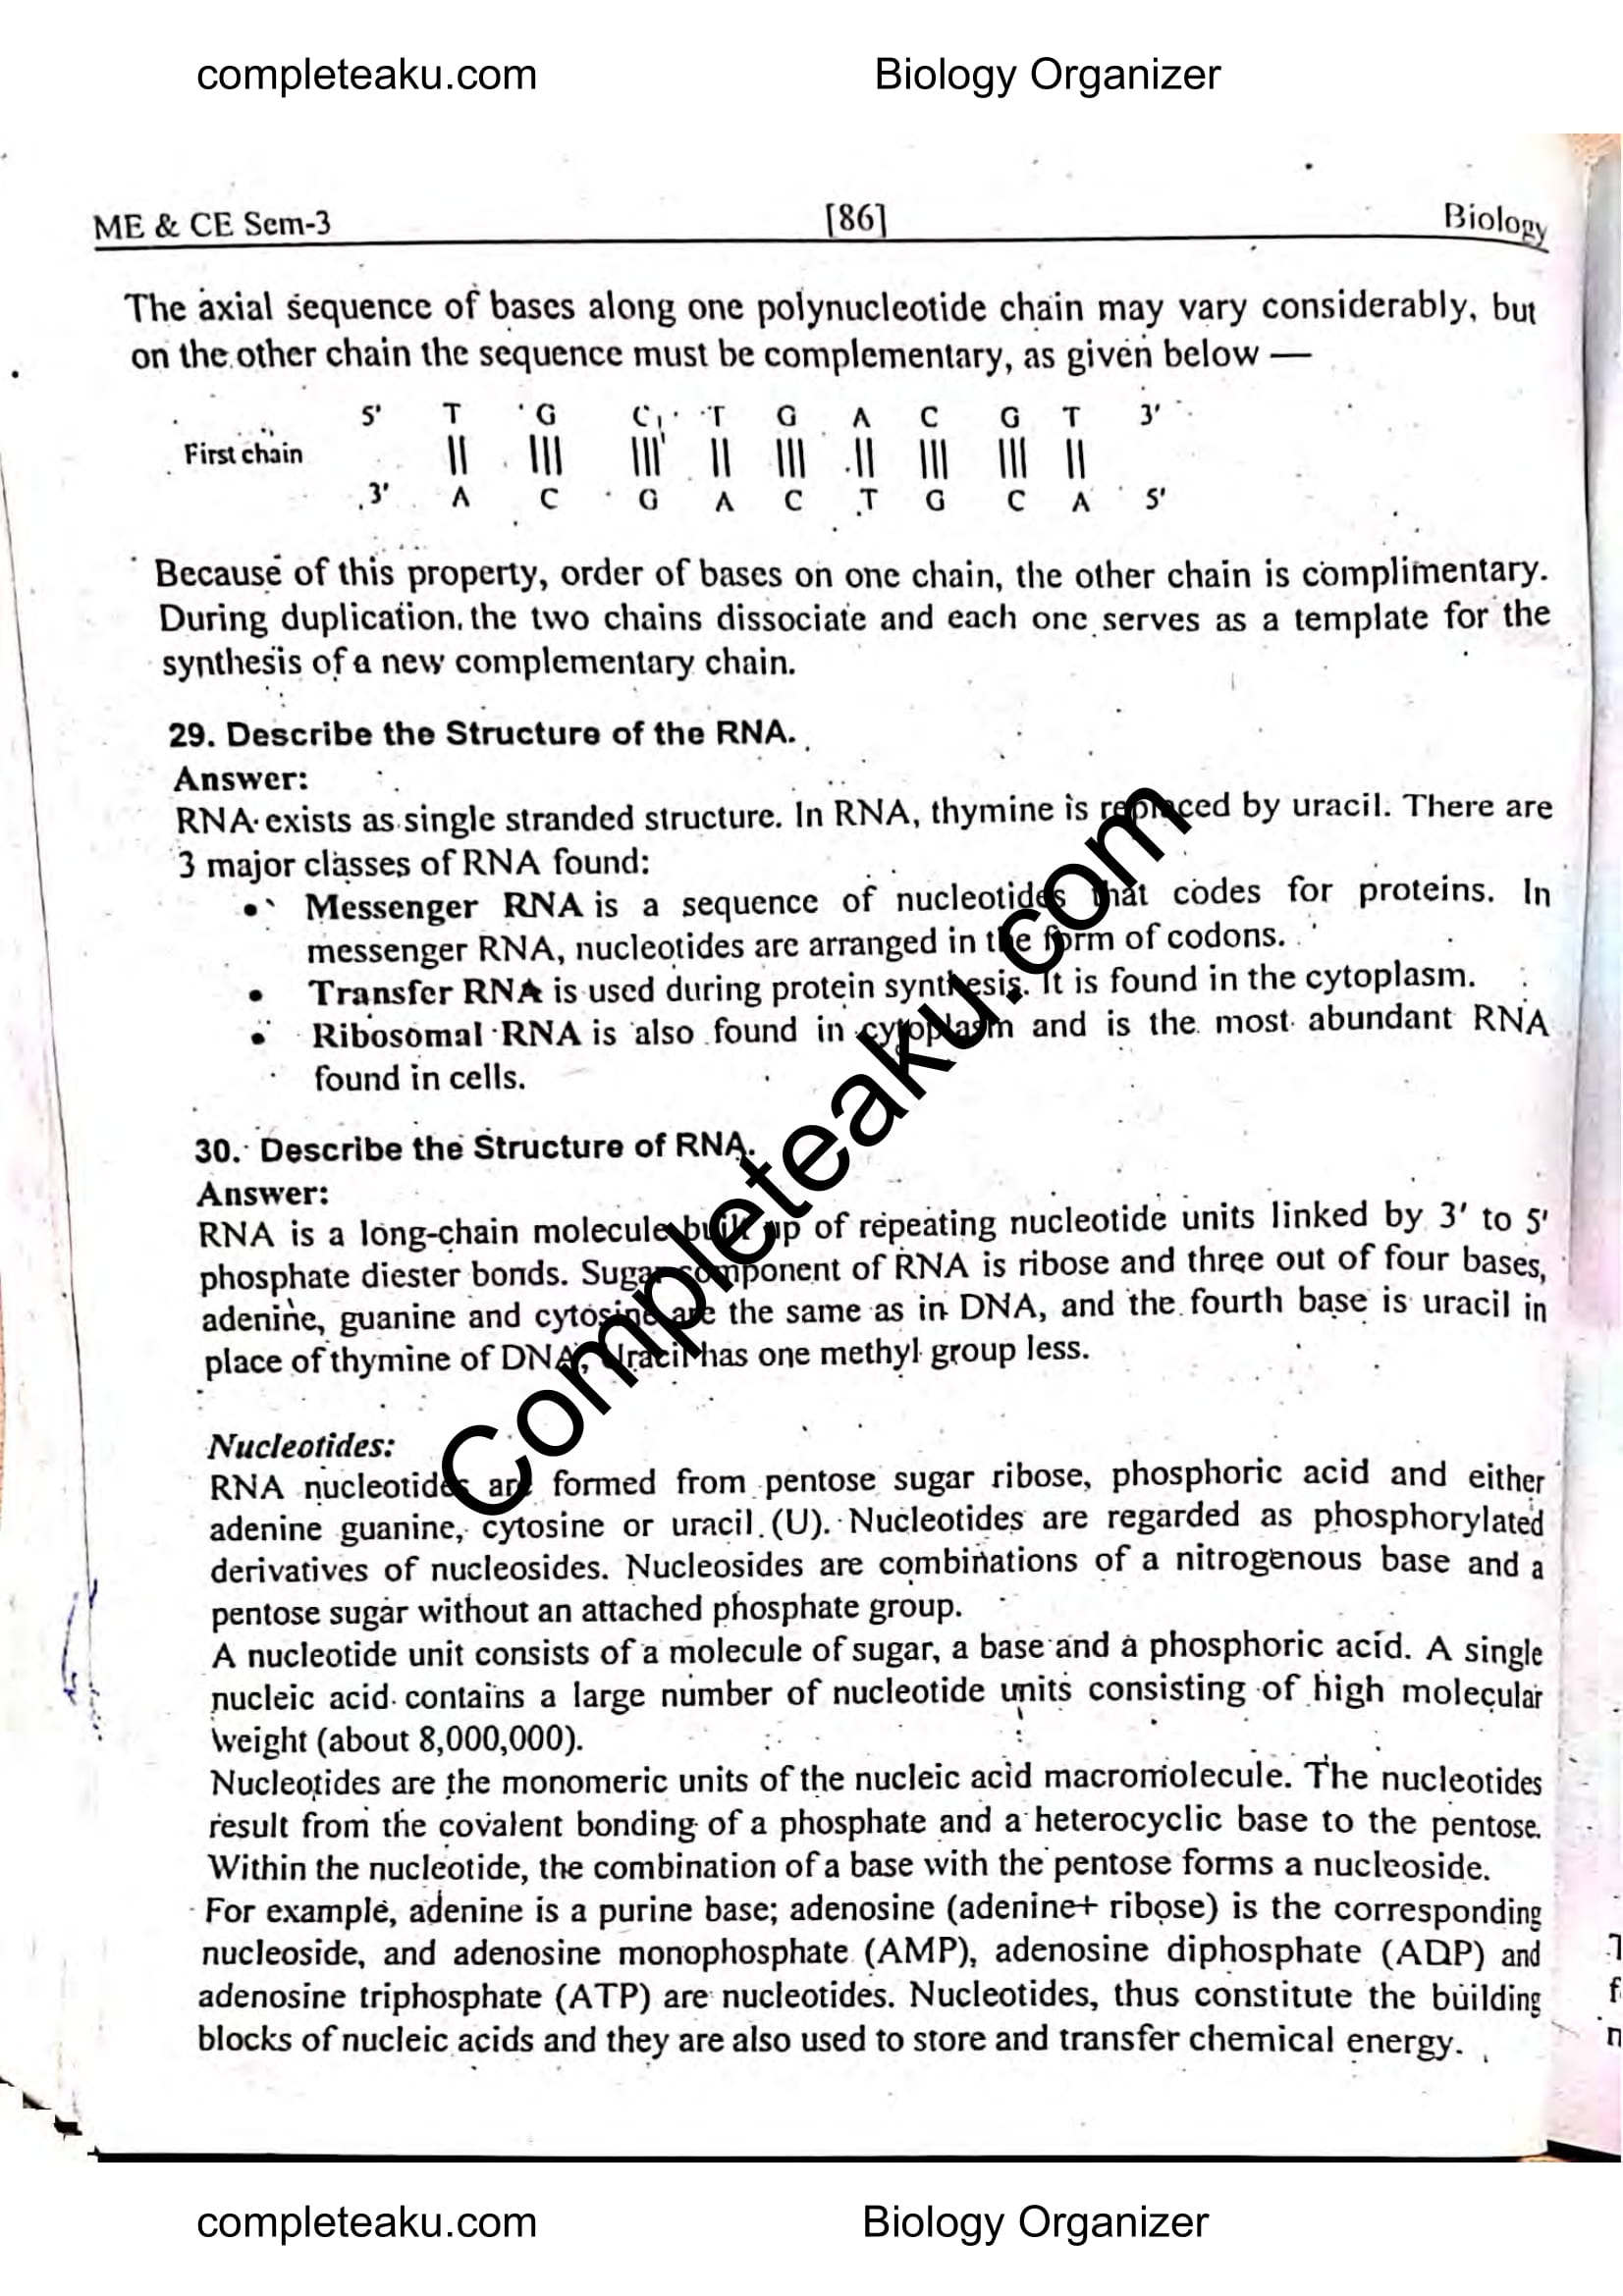 completeaku.com Biology Organizer
ME & CE Sem-3 [86] Biology
The axial sequence of bases along one polynucleotide chain may vary considerably, but
on the other chain the sequence must be complementary, as given below —
5' T G C T G A C G T 3'
First chain
3' A C G A C T G C A 5'
Because of this property, order of bases on one chain, the other chain is complimentary.
During duplication, the two chains dissociate and each one serves as a template for the
synthesis of a new complementary chain.
29. Describe the Structure of the RNA.
Answer:
RNA exists as single stranded structure. In RNA, thymine is replaced by uracil. There are
3 major classes of RNA found:
• Messenger RNA is a sequence of nucleotides that codes for proteins. In
messenger RNA, nucleotides are arranged in the form of codons.
• Transfer RNA is used during protein synthesis. It is found in the cytoplasm.
• Ribosomal RNA is also found in cytoplasm and is the most abundant RNA
found in cells.
30. Describe the Structure of RNA.
Answer:
RNA is a long-chain molecule built up of repeating nucleotide units linked by 3' to 5'
phosphate diester bonds. Sugar component of RNA is ribose and three out of four bases,
adenine, guanine and cytosine are the same as in DNA, and the fourth base is uracil in
place of thymine of DNA, Uracil has one methyl group less.
Nucleotides:
RNA nucleotides are formed from pentose sugar ribose, phosphoric acid and either
adenine guanine, cytosine or uracil (U). Nucleotides are regarded as phosphorylated
derivatives of nucleosides. Nucleosides are combinations of a nitrogenous base and a
pentose sugar without an attached phosphate group.
A nucleotide unit consists of a molecule of sugar, a base and a phosphoric acid. A single
nucleic acid contains a large number of nucleotide units consisting of high molecular
weight (about 8,000,000).
Nucleotides are the monomeric units of the nucleic acid macromolecule. The nucleotides
result from the covalent bonding of a phosphate and a heterocyclic base to the pentose.
Within the nucleotide, the combination of a base with the pentose forms a nucleoside.
For example, adenine is a purine base; adenosine (adenine+ ribose) is the corresponding
nucleoside, and adenosine monophosphate (AMP), adenosine diphosphate (ADP) and
adenosine triphosphate (ATP) are nucleotides. Nucleotides, thus constitute the building
blocks of nucleic acids and they are also used to store and transfer chemical energy.
Completeaku.com
completeaku.com Biology Organizer